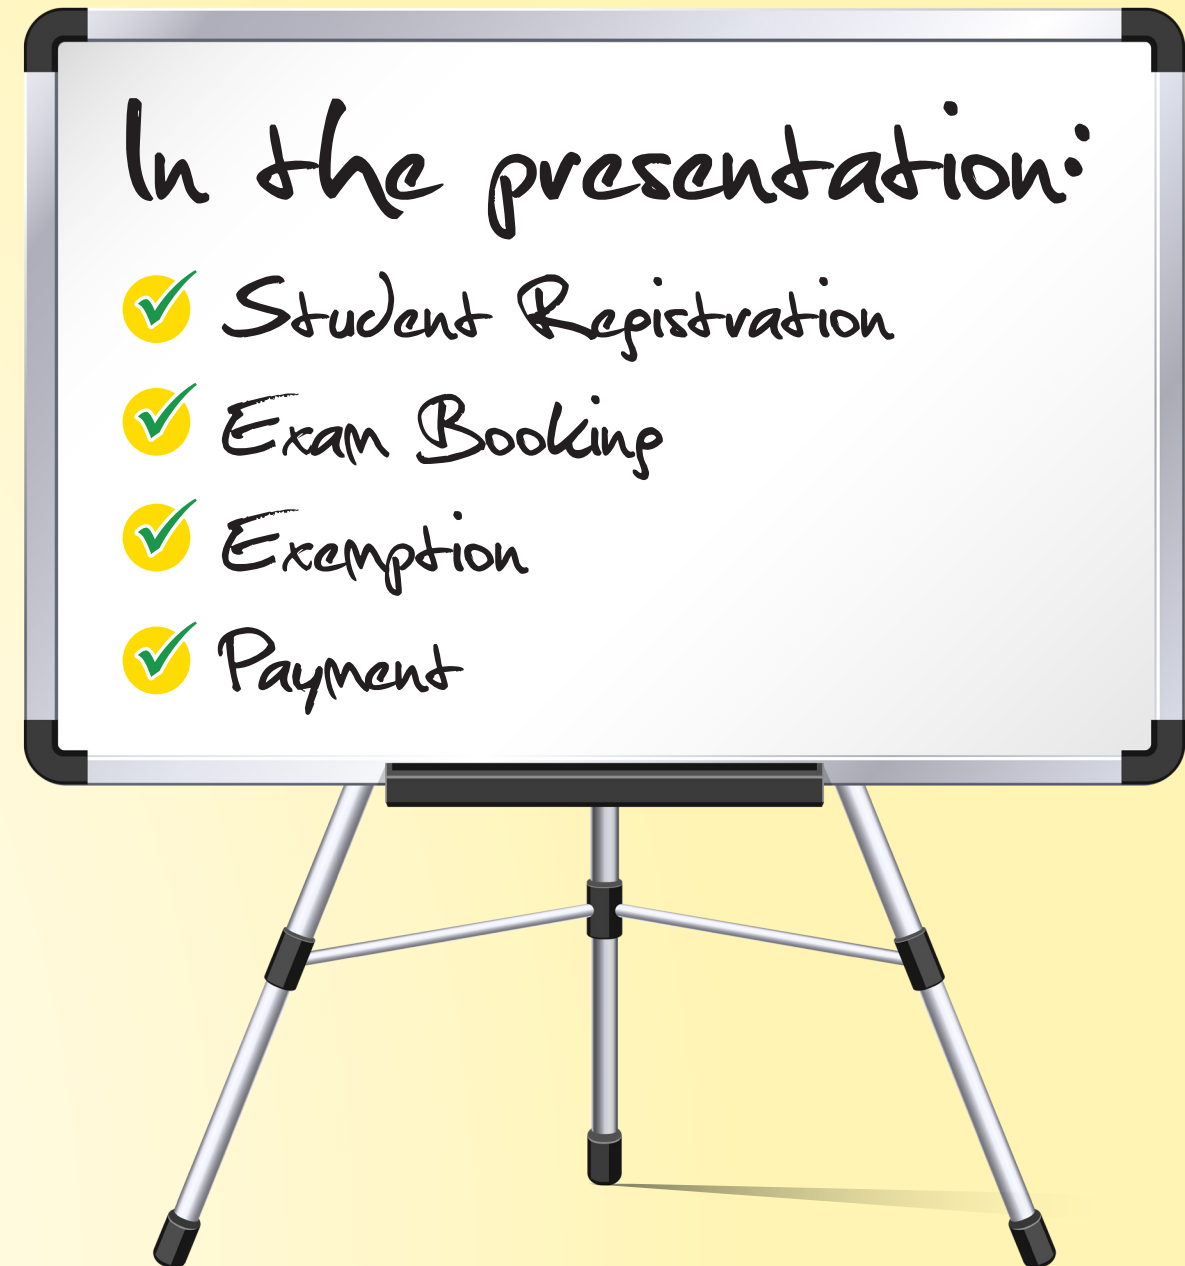 In the presentation:
Student Registration
Exam Booking
Exemption
Payment